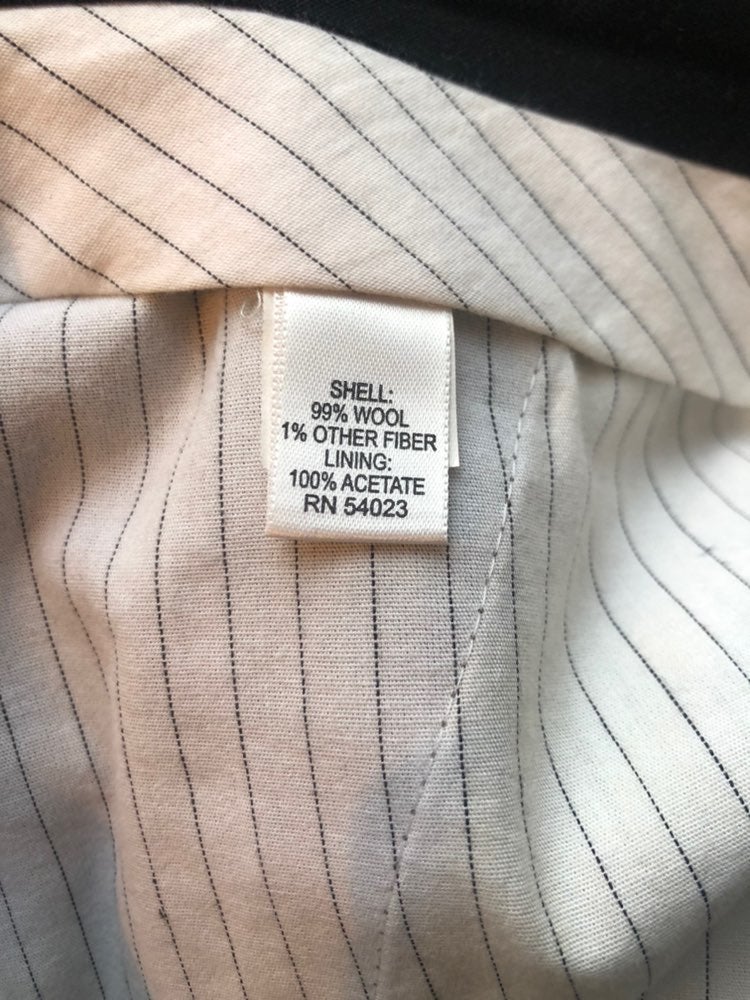 SHELL:
99% WOOL
1% OTHER FIBER
LINING:
100% ACETATE
RN 54023